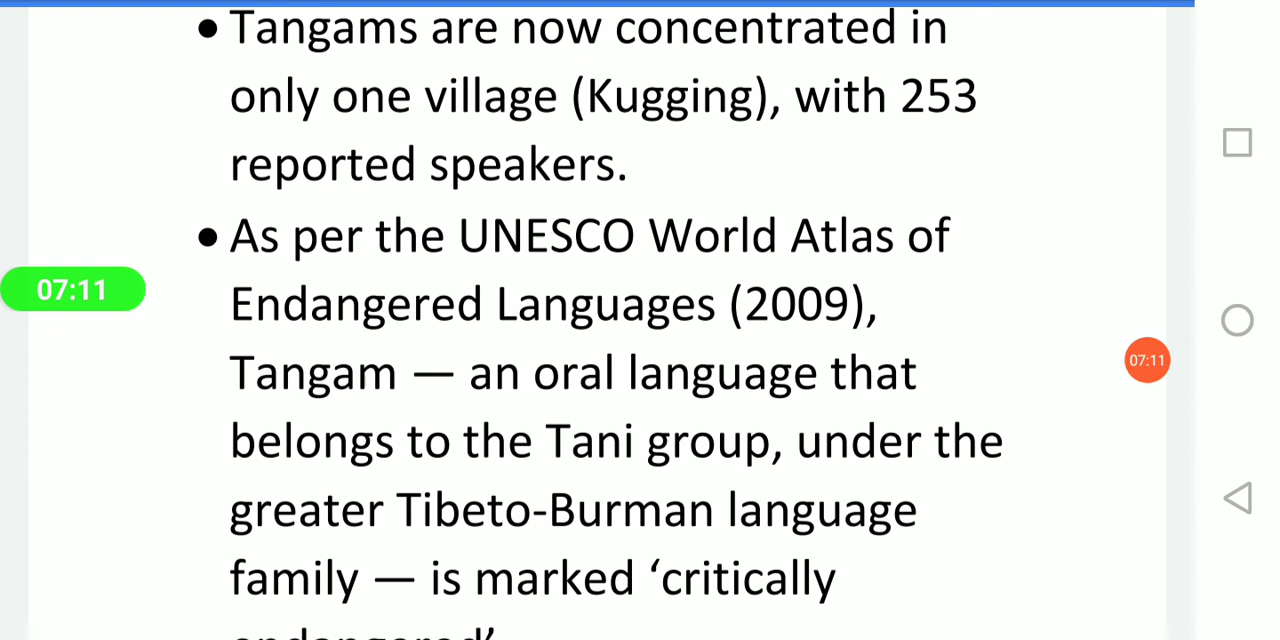 • Tangams are now concentrated in
only one village (Kugging), with 253
reported speakers.
• As per the UNESCO World Atlas of
07:11
Endangered Languages (2009),
07:11
Tangam — an oral language that
belongs to the Tani group, under the
greater Tibeto-Burman language
family — is marked ‘critically
endangered’